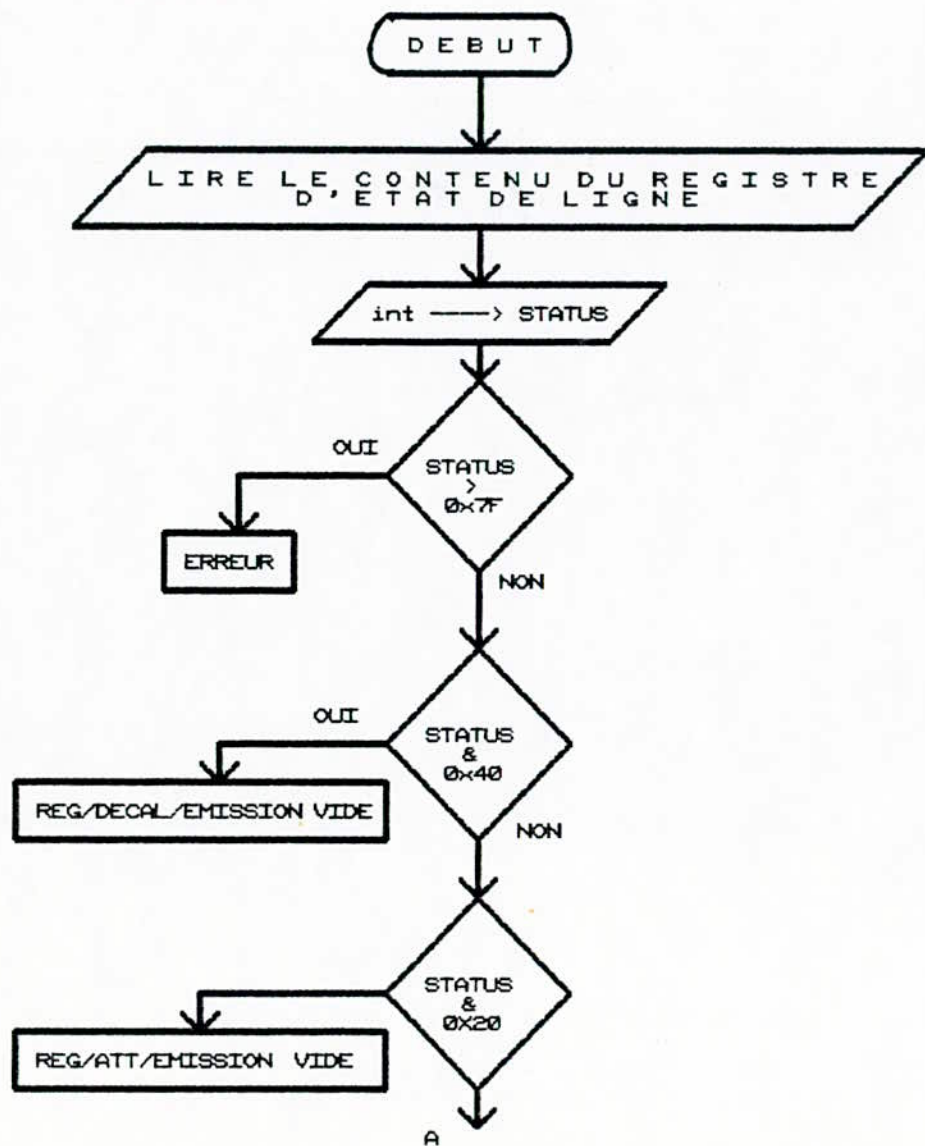 DEBUT
LIRE LE CONTENU DU REGISTRE
D'ETAT DE LIGNE
int ----> STATUS
OUI
STATUS
>
0x7F
ERREUR
NON
OUI
STATUS
&
0x40
REG/DECAL/EMISSION VIDE
NON
STATUS
&
0X20
REG/ATT/EMISSION VIDE
A